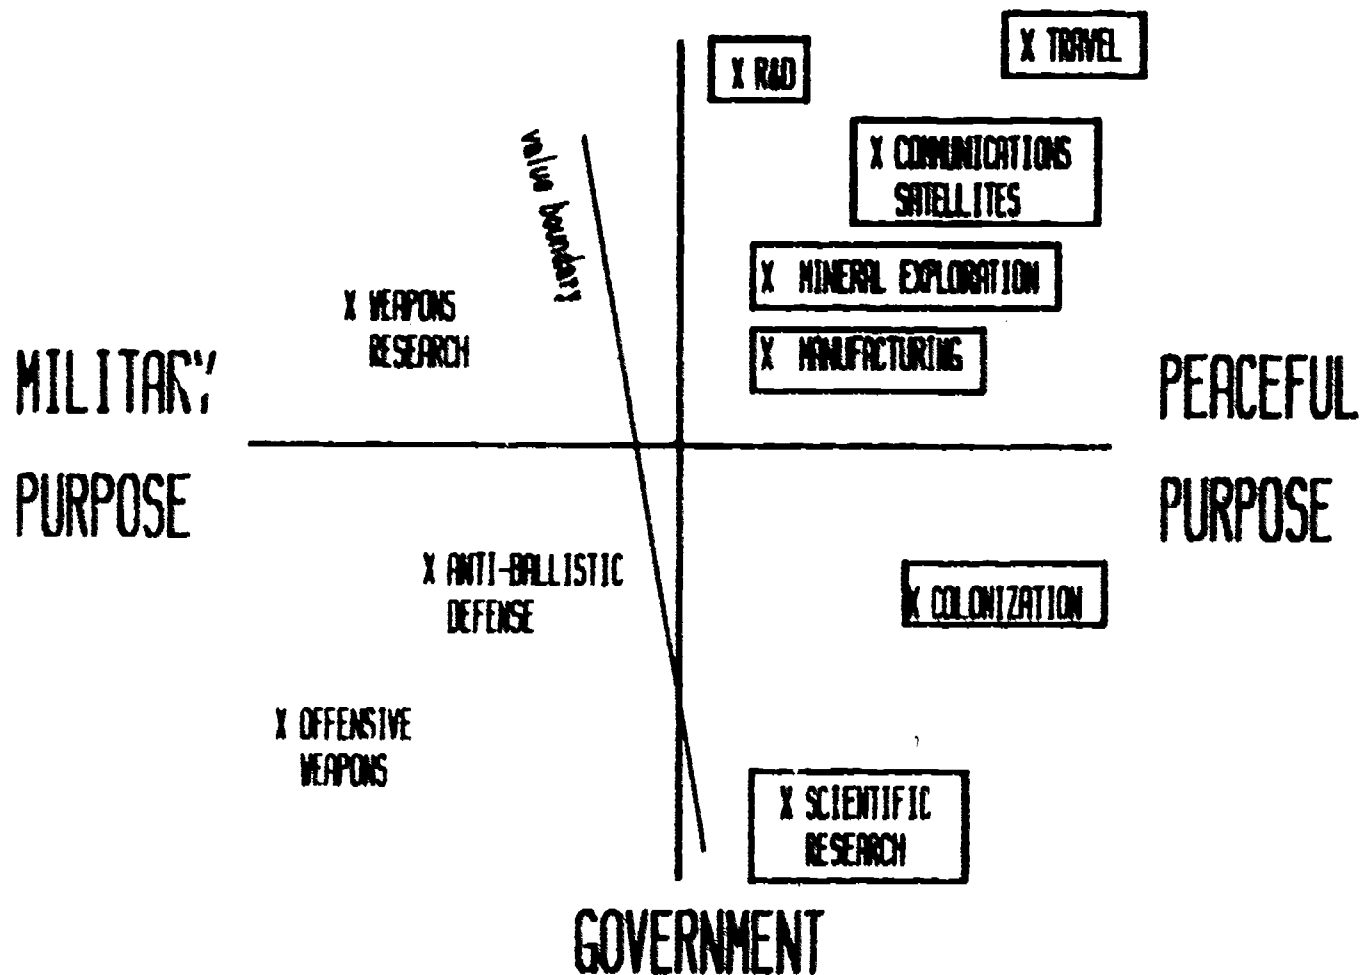 X TRAVEL
X R&D
X COMMUNICATIONS
SATELLITES
value boundary
X MINERAL EXPLORATION
X WEAPONS
RESEARCH
X MANUFACTURING
MILITARY
PURPOSE
PEACEFUL
PURPOSE
X ANTI-BALLISTIC
DEFENSE
X COLONIZATION
X OFFENSIVE
WEAPONS
X SCIENTIFIC
RESEARCH
GOVERNMENT